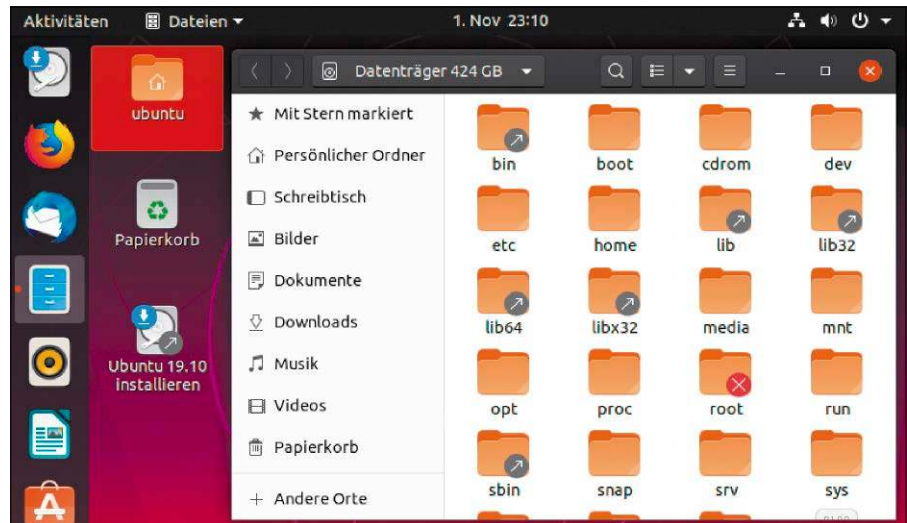 Aktivitäten Dateien 1. Nov 23:10
Datenträger 424 GB
ubuntu
Papierkorb
Ubuntu 19.10
installieren
Mit Stern markiert
Persönlicher Ordner
Schreibtisch
Bilder
Dokumente
Downloads
Musik
Videos
Papierkorb
Andere Orte
bin boot cdrom dev
etc home lib lib32
lib64 libx32 media mnt
opt proc root run
sbin snap srv sys